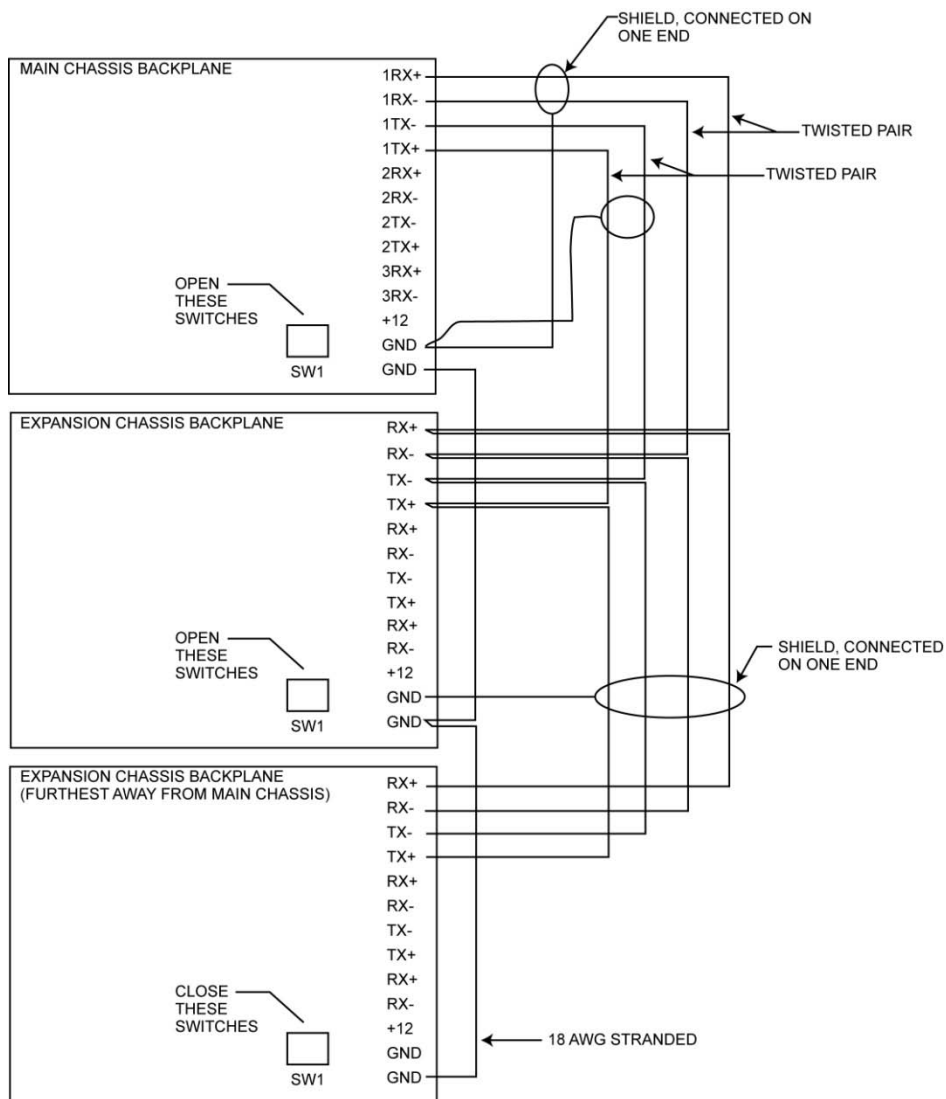 SHIELD, CONNECTED ON
ONE END
MAIN CHASSIS BACKPLANE
1RX+
1RX-
1TX-
1TX+
2RX+
2RX-
2TX-
2TX+
3RX+
3RX-
+12
GND
GND
TWISTED PAIR
TWISTED PAIR
OPEN
THESE
SWITCHES
SW1
EXPANSION CHASSIS BACKPLANE
RX+
RX-
TX-
TX+
RX+
RX-
TX-
TX+
RX+
RX-
+12
GND
GND
OPEN
THESE
SWITCHES
SW1
SHIELD, CONNECTED
ON ONE END
EXPANSION CHASSIS BACKPLANE
(FURTHEST AWAY FROM MAIN CHASSIS)
RX+
RX-
TX-
TX+
RX+
RX-
TX-
TX+
RX+
RX-
+12
GND
GND
CLOSE
THESE
SWITCHES
SW1
18 AWG STRANDED